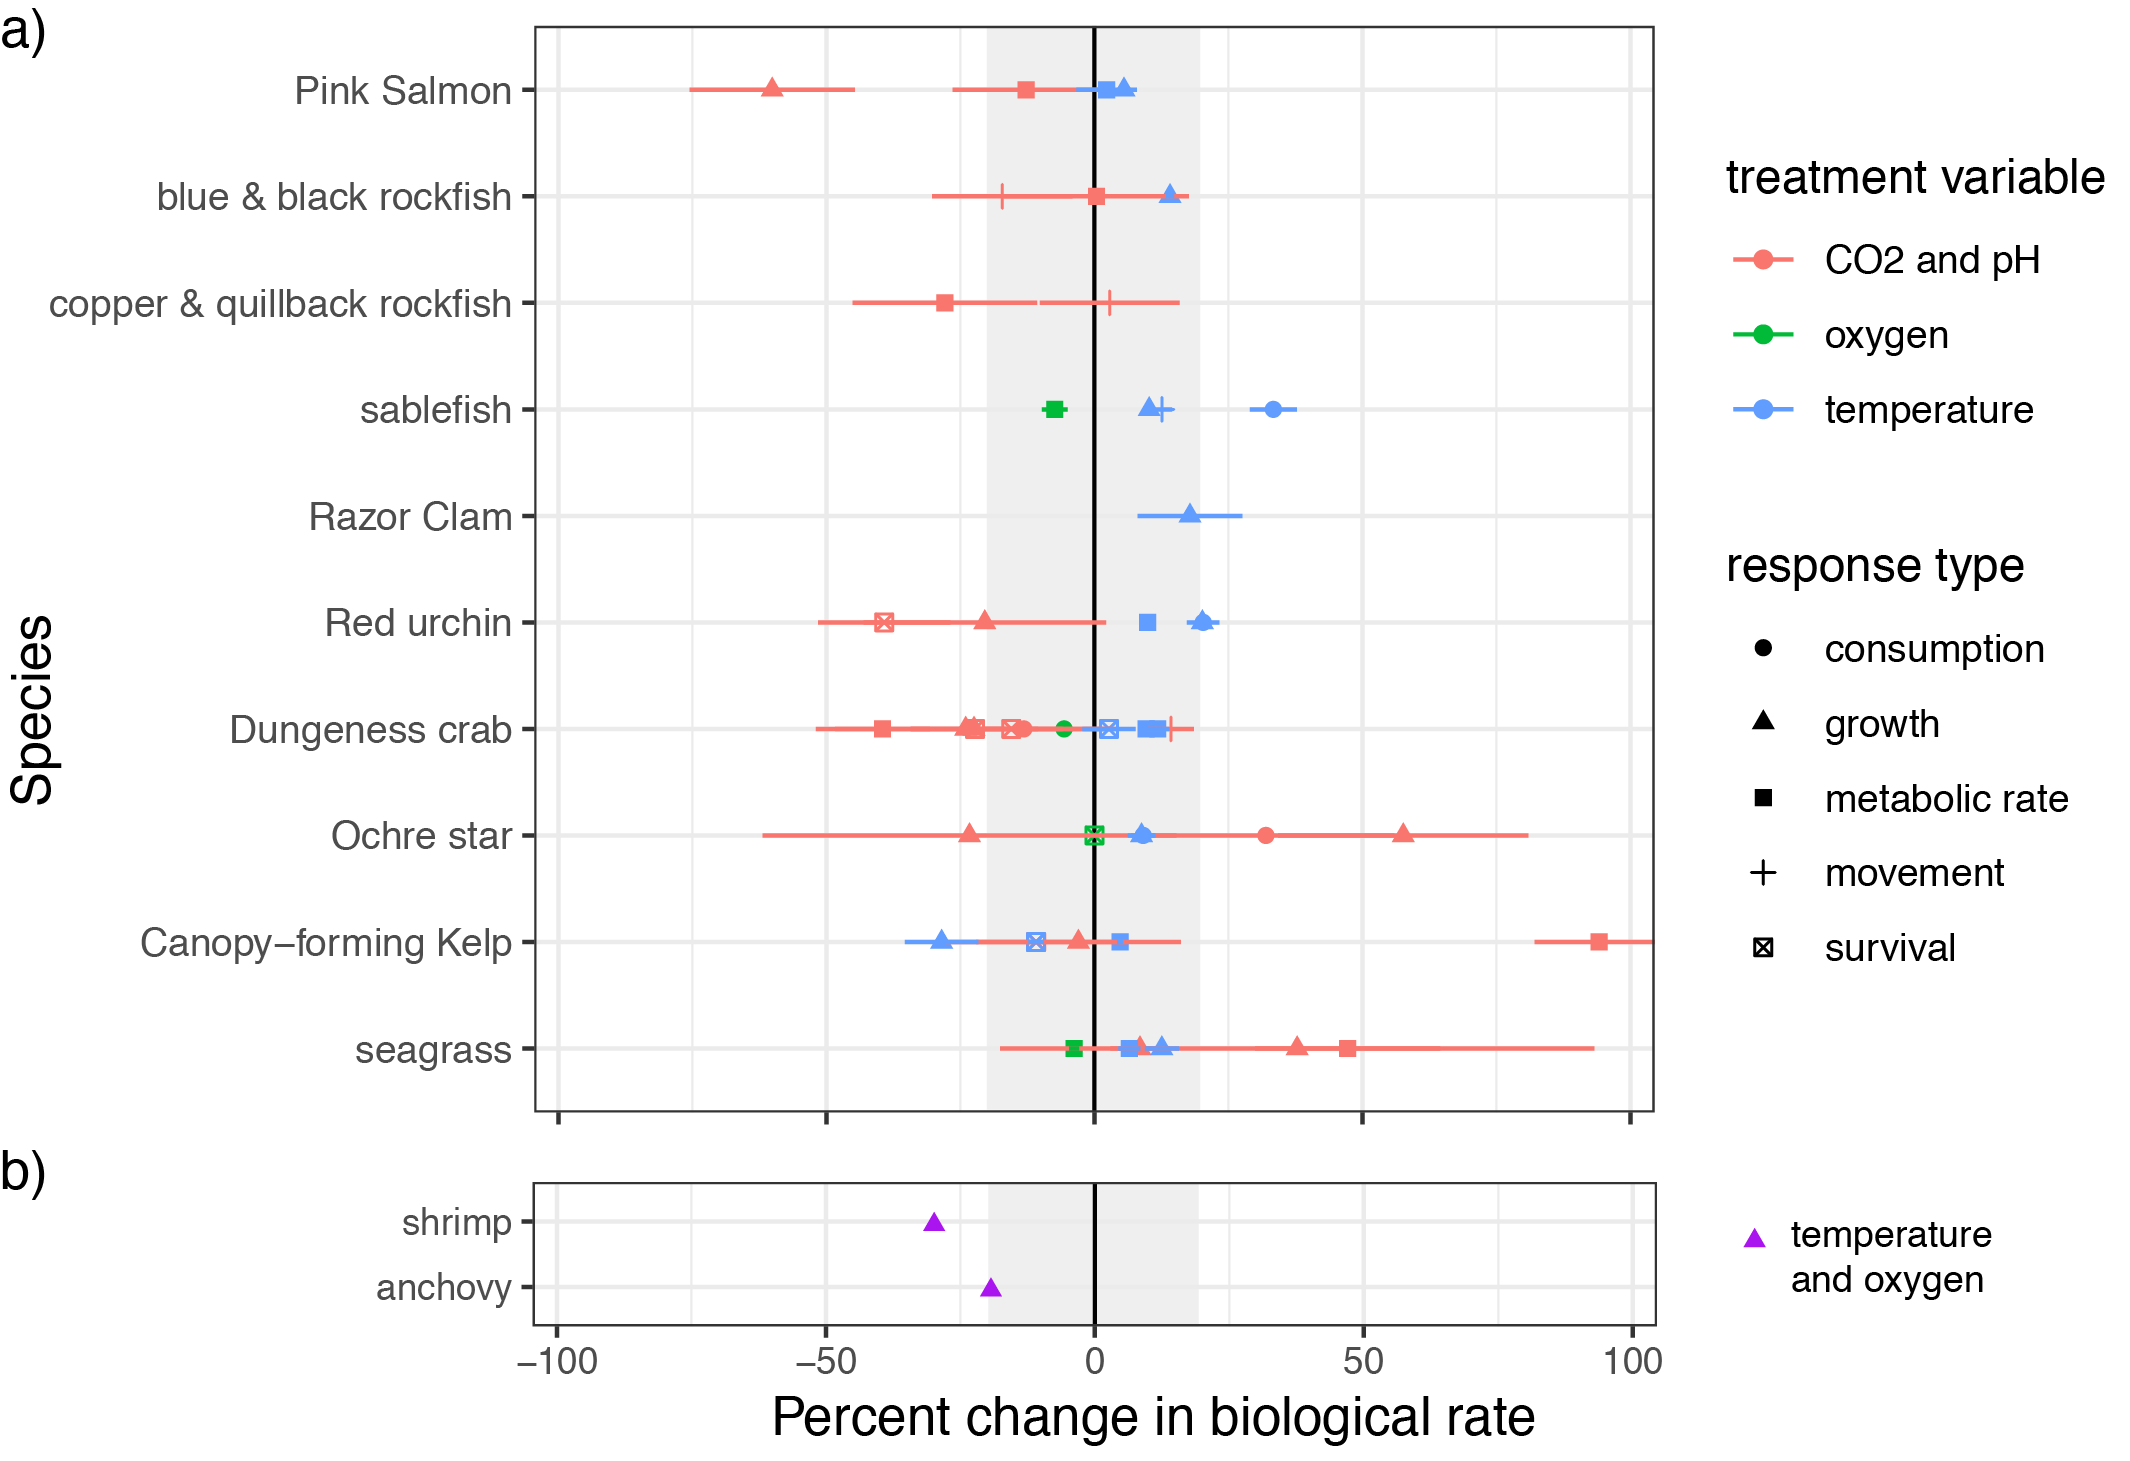 a)
Pink Salmon
blue & black rockfish
copper & quillback rockfish
sablefish
Razor Clam
Red urchin
Dungeness crab
Ochre star
Canopy−forming Kelp
seagrass
Species
treatment variable
CO2 and pH
oxygen
temperature
response type
consumption
growth
metabolic rate
movement
survival
b)
shrimp
anchovy
temperature
and oxygen
−100 −50 0 50 100
Percent change in biological rate